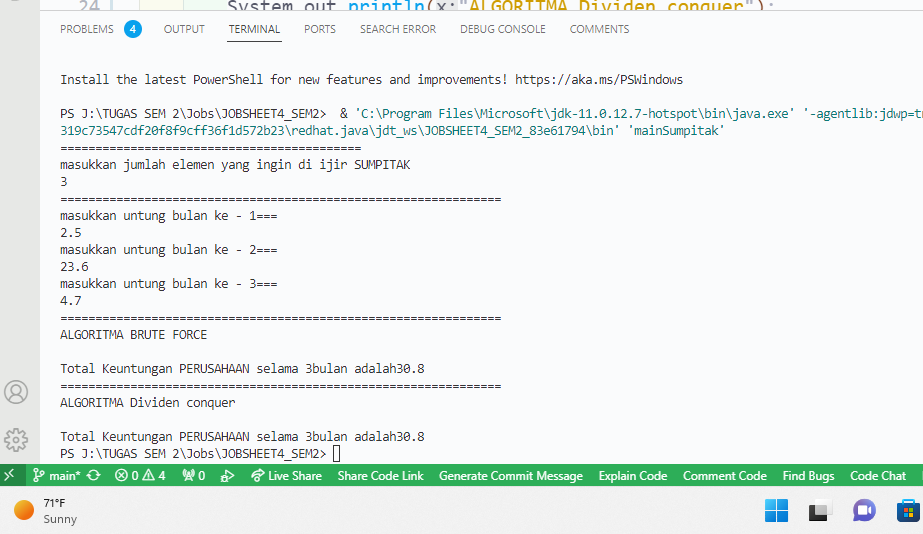 24 System.out.println(x:"ALGORITMA Dividen conquer");
PROBLEMS 4 OUTPUT TERMINAL PORTS SEARCH ERROR DEBUG CONSOLE COMMENTS
Install the latest PowerShell for new features and improvements! https://aka.ms/PSWindows
PS J:\TUGAS SEM 2\Jobs\JOBSHEET4_SEM2> & 'C:\Program Files\Microsoft\jdk-11.0.12.7-hotspot\bin\java.exe' '-agentlib:jdwp=tr
319c73547cdf20f8f9cff36f1d572b23\redhat.java\jdt_ws\JOBSHEET4_SEM2_83e61794\bin' 'mainSumpitak'
===========================================
masukkan jumlah elemen yang ingin di ijir SUMPITAK
3
===============================================================
masukkan untung bulan ke - 1===
2.5
masukkan untung bulan ke - 2===
23.6
masukkan untung bulan ke - 3===
4.7
===============================================================
ALGORITMA BRUTE FORCE
Total Keuntungan PERUSAHAAN selama 3bulan adalah30.8
===============================================================
ALGORITMA Dividen conquer
Total Keuntungan PERUSAHAAN selama 3bulan adalah30.8
PS J:\TUGAS SEM 2\Jobs\JOBSHEET4_SEM2>
main* 0 4 0 Live Share Share Code Link Generate Commit Message Explain Code Comment Code Find Bugs Code Chat
71°F
Sunny